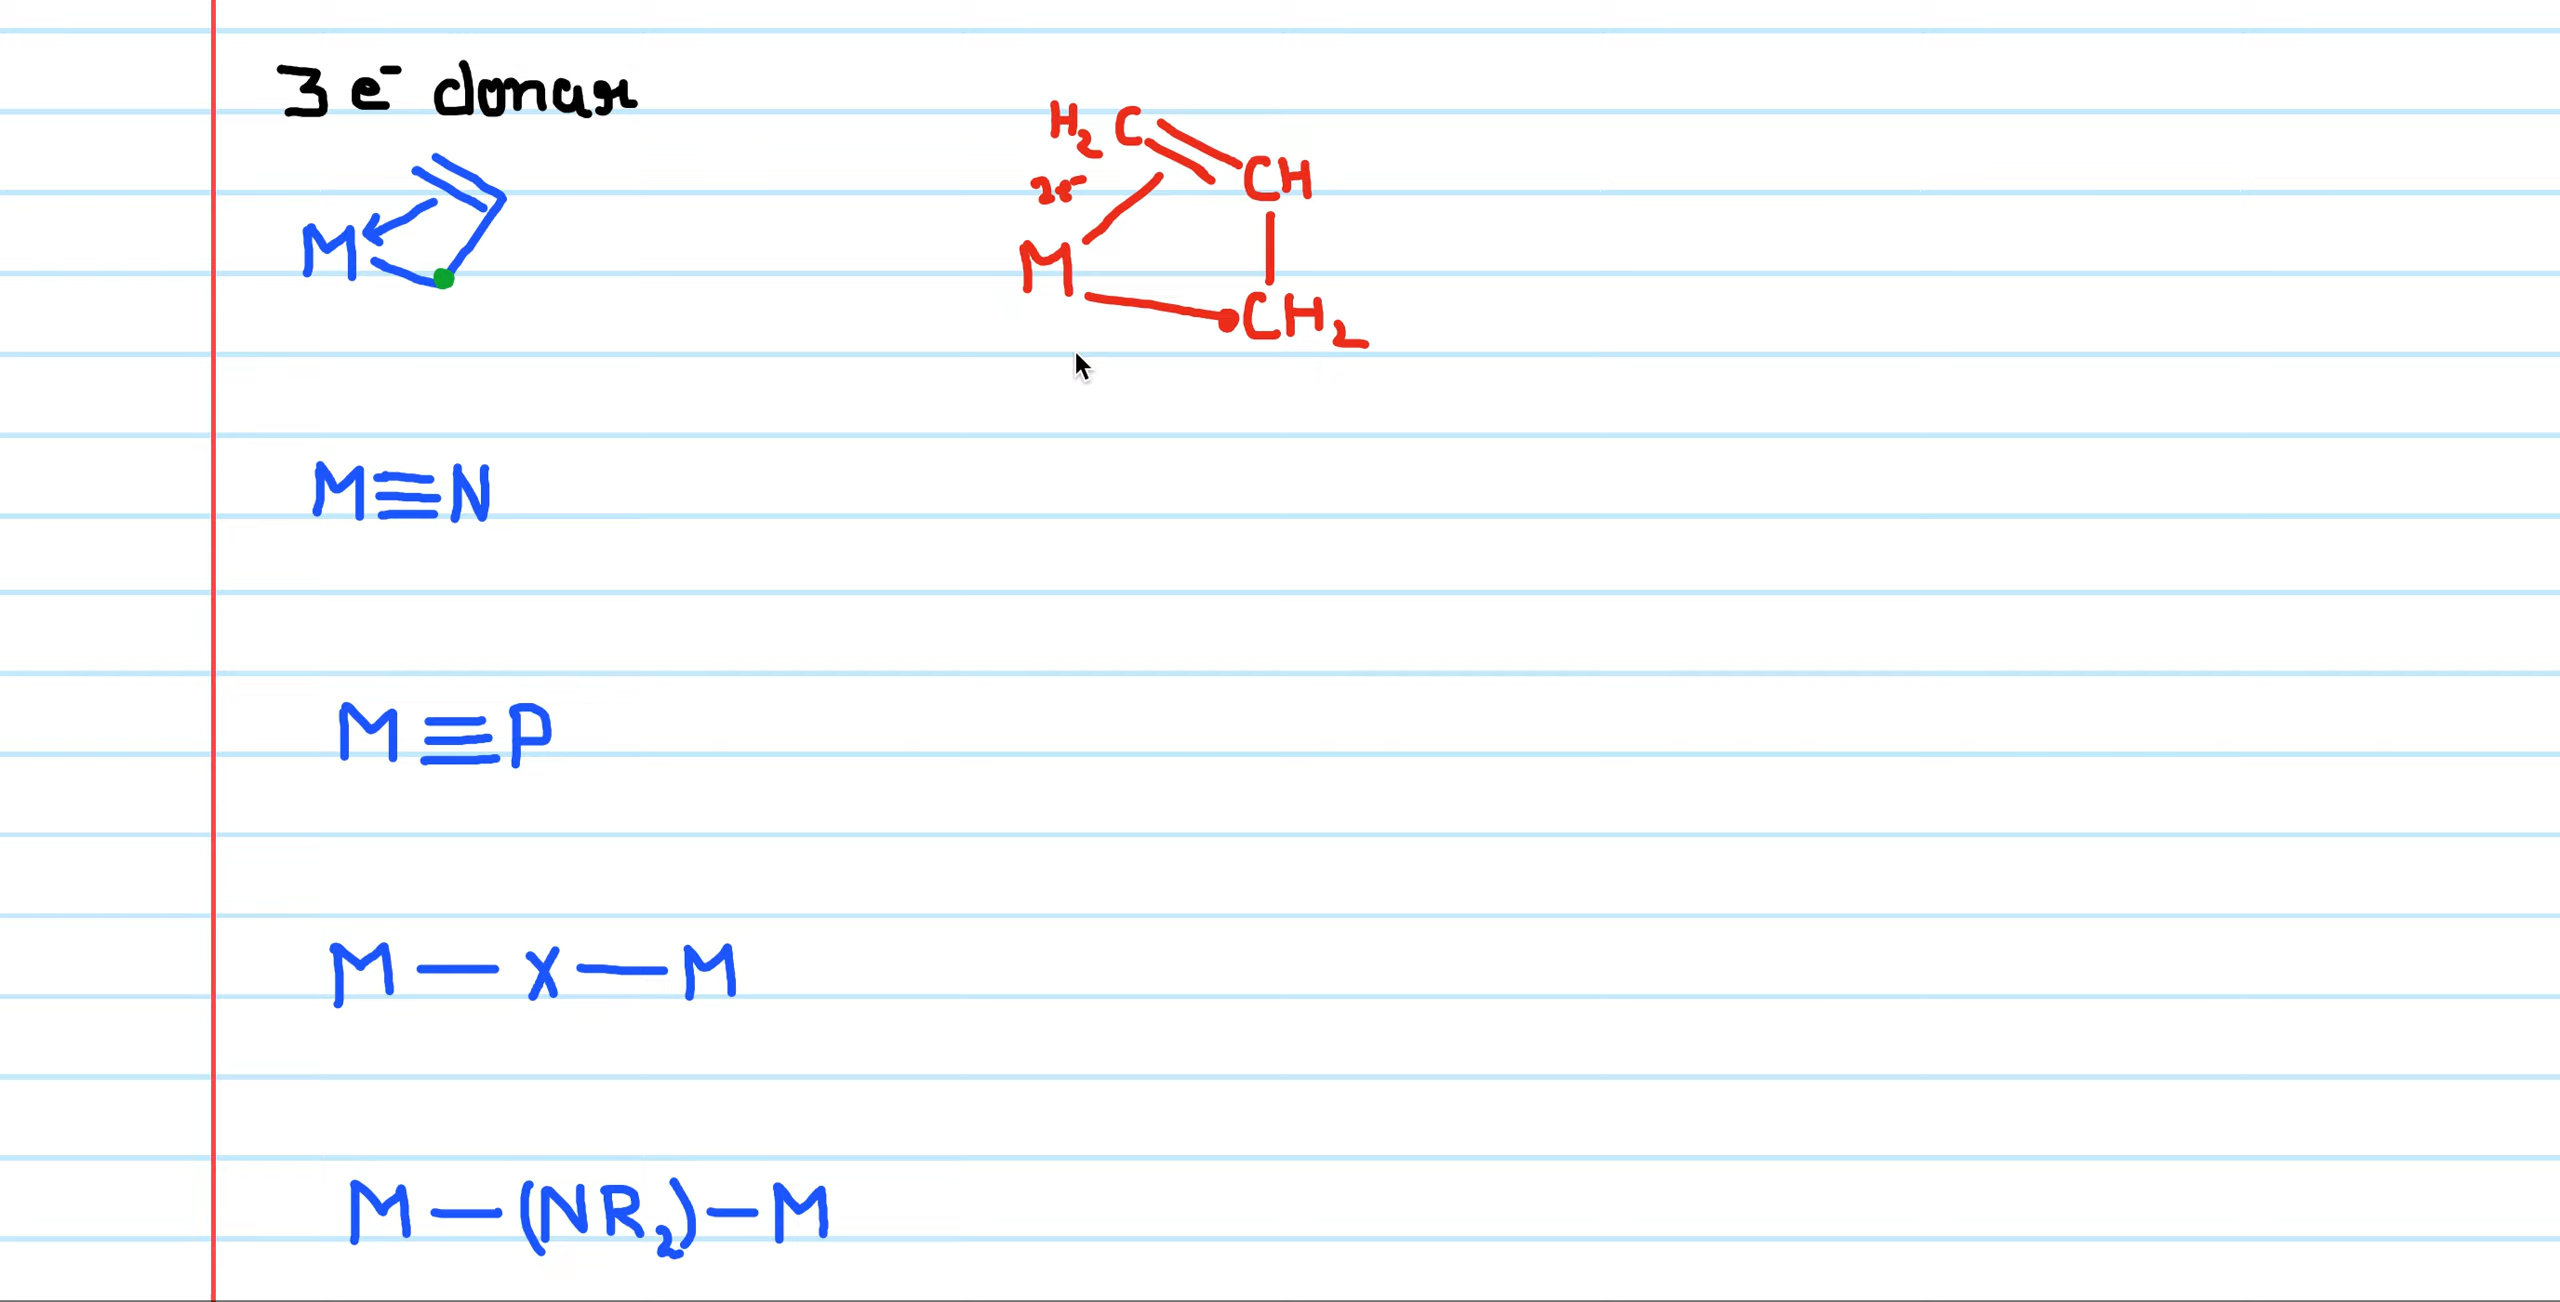 3 e⁻ donar
H₂C=CH
2e⁻
M
M
CH₂
M≡N
M≡P
M—X—M
M—(NR₂)—M